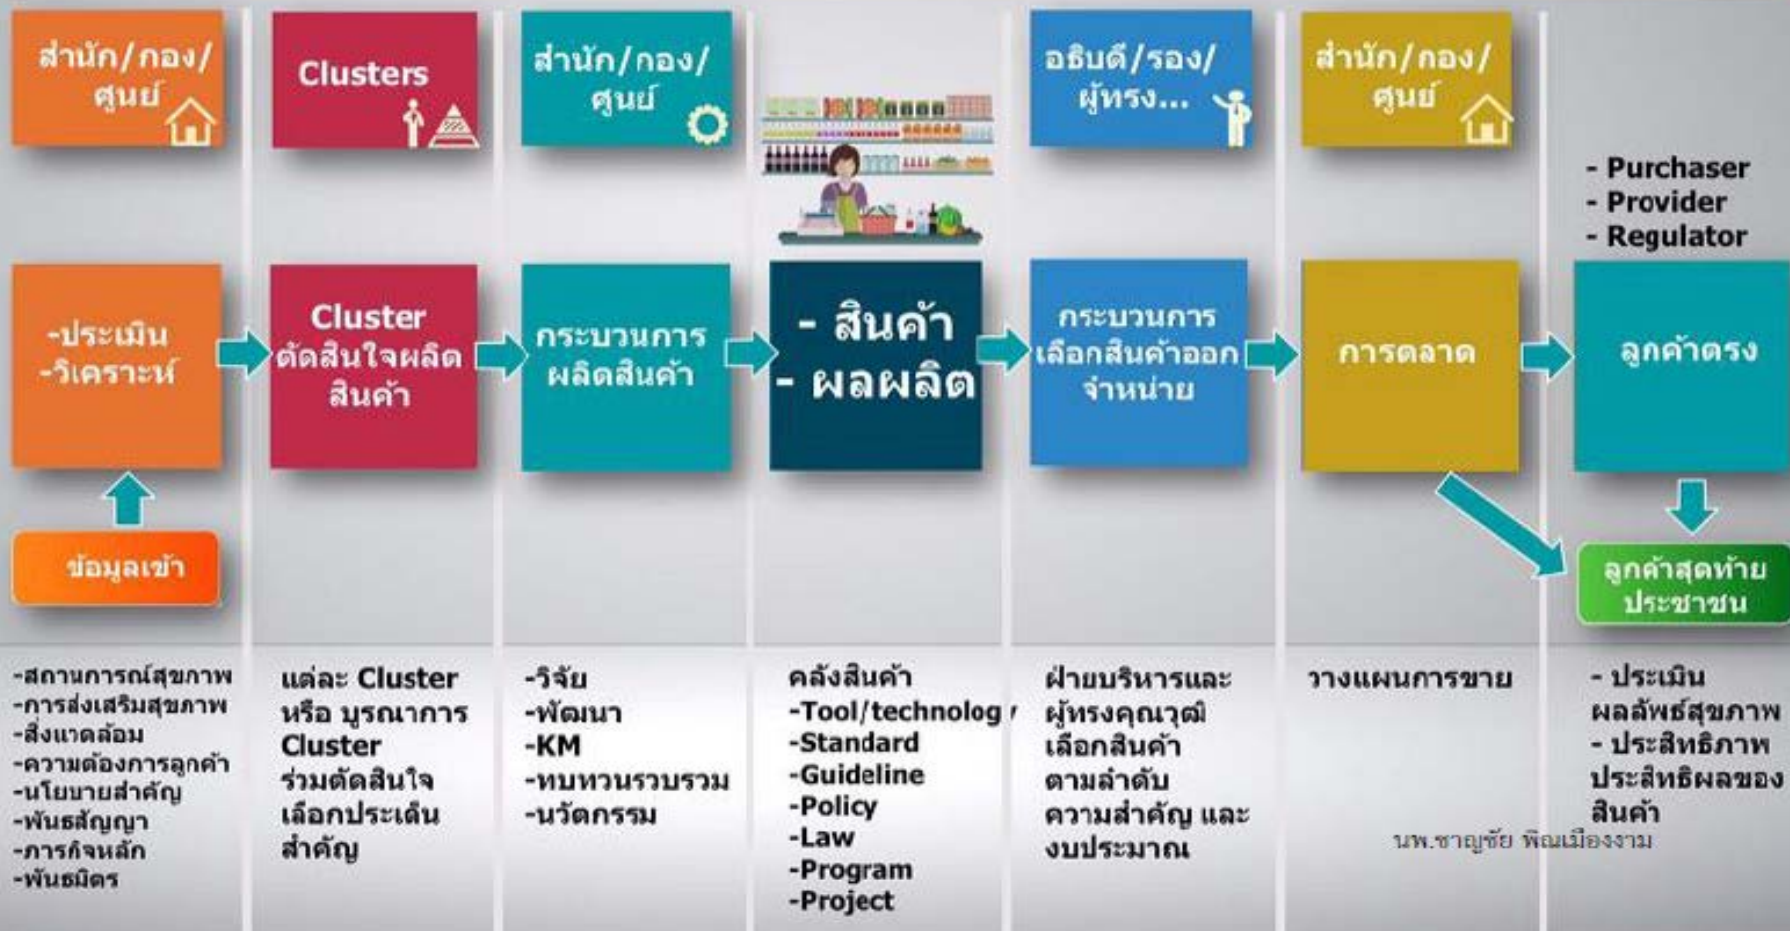 สำนัก/กอง/
ศูนย์
Clusters
สำนัก/กอง/
ศูนย์
อธิบดี/รอง/
ผู้ทรง...
สำนัก/กอง/
ศูนย์
- Purchaser
- Provider
- Regulator
-ประเมิน
-วิเคราะห์
Cluster
ตัดสินใจผลิต
สินค้า
กระบวนการ
ผลิตสินค้า
- สินค้า
- ผลผลิต
กระบวนการ
เลือกสินค้าออก
จำหน่าย
การตลาด
ลูกค้าตรง
ข้อมูลเข้า
ลูกค้าสุดท้าย
ประชาชน
-สถานการณ์สุขภาพ
-การส่งเสริมสุขภาพ
-สิ่งแวดล้อม
-ความต้องการลูกค้า
-นโยบายสำคัญ
-พันธสัญญา
-ภารกิจหลัก
-พันธมิตร
แต่ละ Cluster
หรือ บูรณาการ
Cluster
ร่วมตัดสินใจ
เลือกประเด็น
สำคัญ
-วิจัย
-พัฒนา
-KM
-ทบทวนรวบรวม
-นวัตกรรม
คลังสินค้า
-Tool/technology
-Standard
-Guideline
-Policy
-Law
-Program
-Project
ฝ่ายบริหารและ
ผู้ทรงคุณวุฒิ
เลือกสินค้า
ตามลำดับ
ความสำคัญ และ
งบประมาณ
วางแผนการขาย
- ประเมิน
ผลลัพธ์สุขภาพ
- ประสิทธิภาพ
ประสิทธิผลของ
สินค้า
นพ.ชาญชัย พิณเมืองงาม